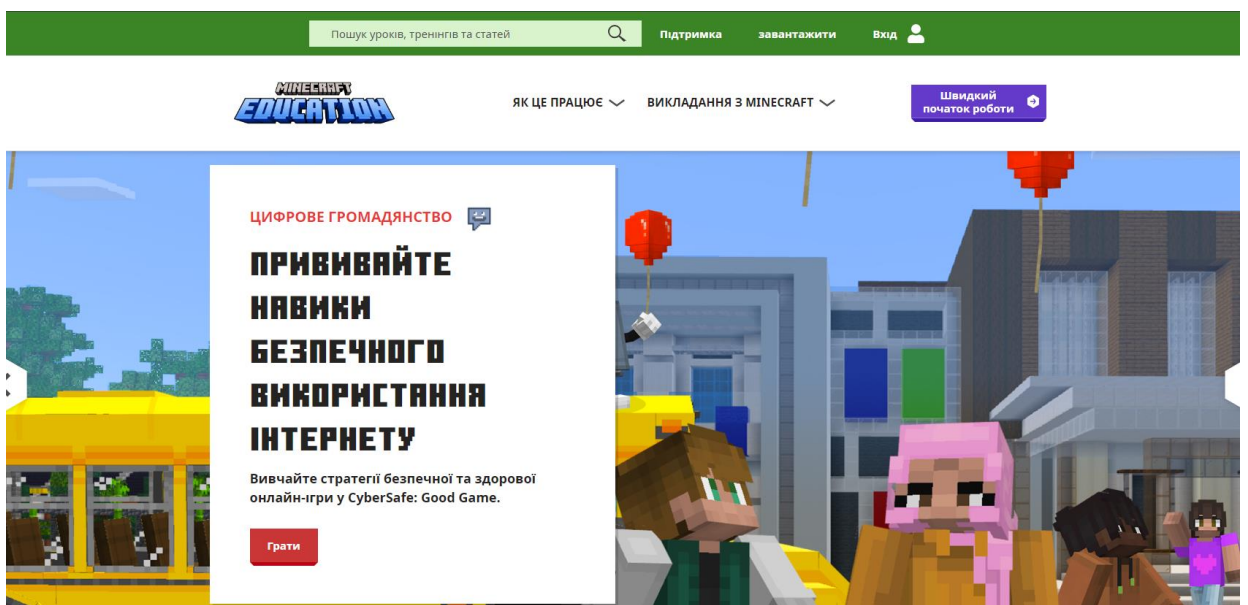 Пошук уроків, тренінгів та статей
Підтримка
завантажити
Вхід
MINECRAFT
EDUCATION
ЯК ЦЕ ПРАЦЮЄ
ВИКЛАДАННЯ З MINECRAFT
Швидкий
початок роботи
ЦИФРОВЕ ГРОМАДЯНСТВО
ПРИВИВАЙТЕ
НАВИКИ
БЕЗПЕЧНОГО
ВИКОРИСТАННЯ
ІНТЕРНЕТУ
Вивчайте стратегії безпечної та здорової
онлайн-ігри у CyberSafe: Good Game.
Грати